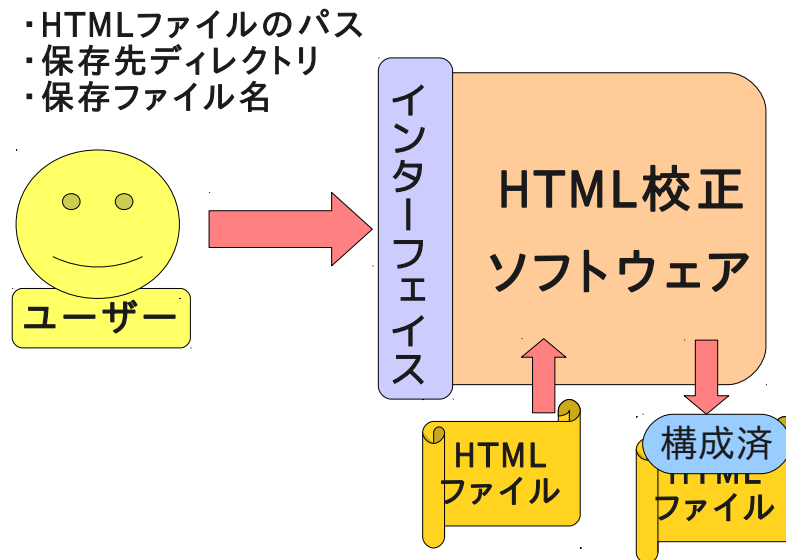 ・HTMLファイルのパス
・保存先ディレクトリ
・保存ファイル名
インターフェイス
HTML校正
ソフトウェア
ユーザー
HTML
ファイル
構成済
HTML
ファイル